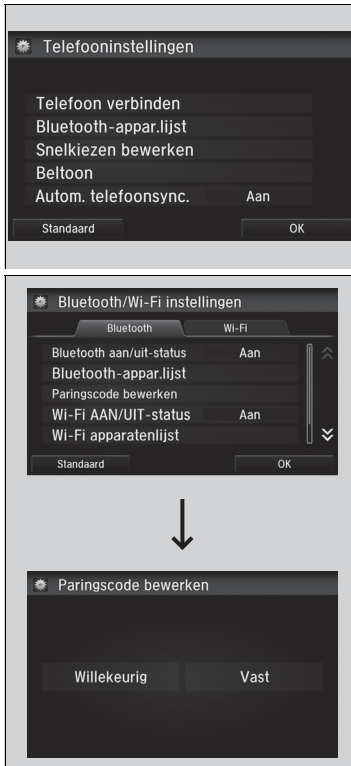 Telefooninstellingen
Telefoon verbinden
Bluetooth-appar.lijst
Snelkiezen bewerken
Beltoon
Autom. telefoonsync. Aan
Standaard OK
Bluetooth/Wi-Fi instellingen
Bluetooth Wi-Fi
Bluetooth aan/uit-status Aan
Bluetooth-appar.lijst
Paringscode bewerken
Wi-Fi AAN/UIT-status Aan
Wi-Fi apparatenlijst
Standaard OK
Paringscode bewerken
Willekeurig Vast